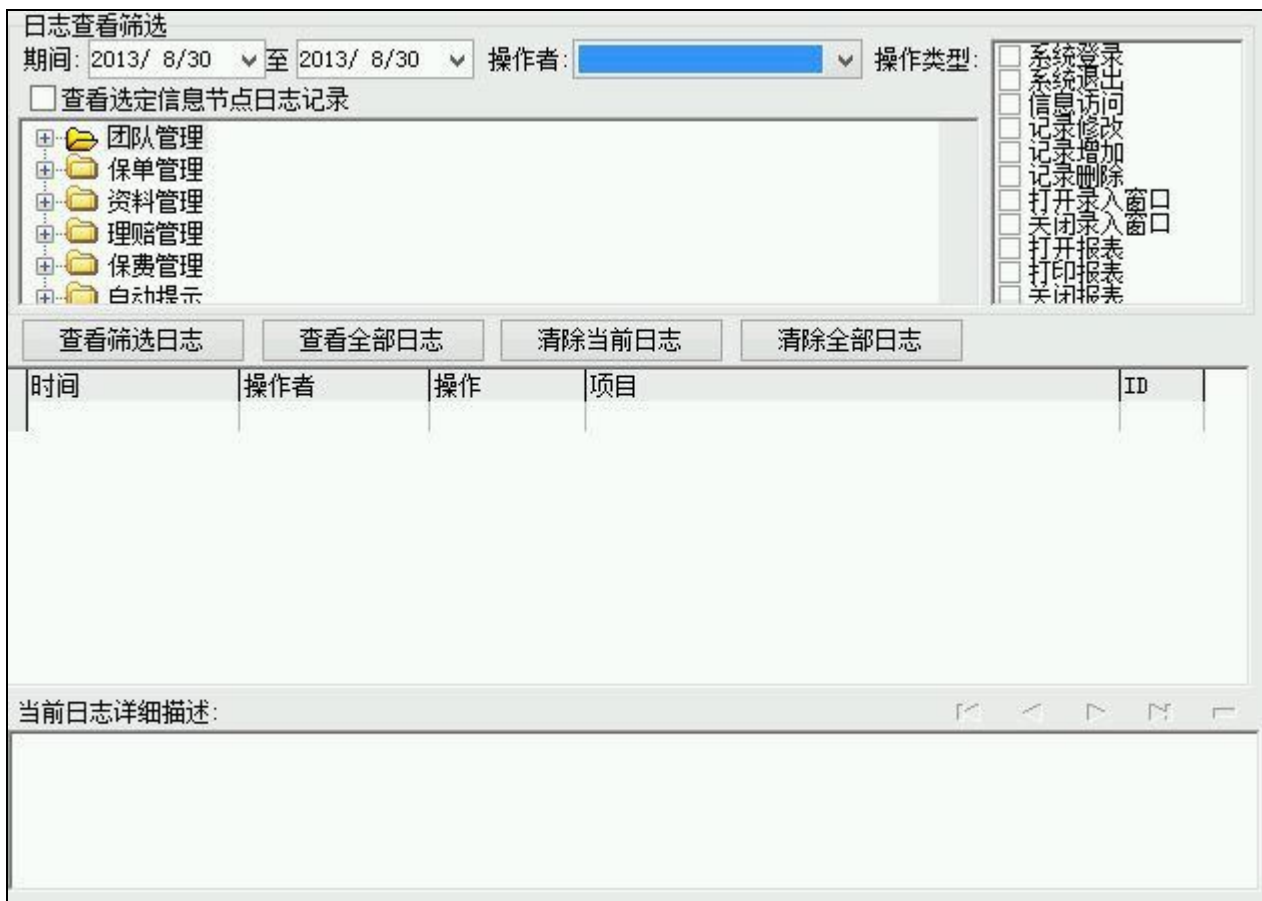 日志查看筛选
期间: 2013/ 8/30 至 2013/ 8/30 操作者: 操作类型:
系统登录
系统退出
信息访问
记录修改
记录增加
记录删除
打开录入窗口
关闭录入窗口
打开报表
打印报表
关闭报表
查看选定信息节点日志记录
团队管理
保单管理
资料管理
理赔管理
保费管理
自动提示
查看筛选日志 查看全部日志 清除当前日志 清除全部日志
时间 操作者 操作 项目 ID
当前日志详细描述: